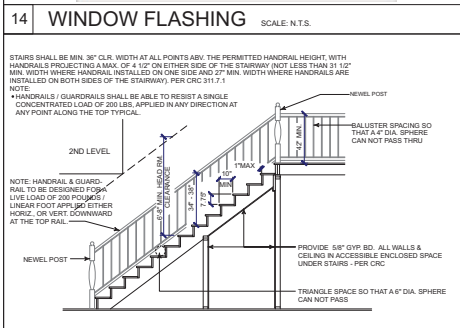 14 WINDOW FLASHING SCALE: N.T.S.
STAIRS SHALL BE MIN. 36" CLR. WIDTH AT ALL POINTS ABV. THE PERMITTED HANDRAIL HEIGHT, WITH
HANDRAILS PROJECTING A MAX. OF 4 1/2" ON EITHER SIDE OF THE STAIRWAY (NOT LESS THAN 31 1/2"
MIN. WIDTH WHERE HANDRAIL INSTALLED ON ONE SIDE AND 27" MIN. WIDTH WHERE HANDRAILS ARE
INSTALLED ON BOTH SIDES OF THE STAIRWAY). PER CRC 311.7.1
NOTE:
• HANDRAILS / GUARDRAILS SHALL BE ABLE TO RESIST A SINGLE
CONCENTRATED LOAD OF 200 LBS, APPLIED IN ANY DIRECTION AT
ANY POINT ALONG THE TOP TYPICAL.
NEWEL POST
BALUSTER SPACING SO
THAT A 4" DIA. SPHERE
CAN NOT PASS THRU
42" MIN.
2ND LEVEL
6'-8" MIN. HEAD RM.
CLEARANCE
34" - 38"
1"MAX
10"
MIN
7.75"
NOTE: HANDRAIL & GUARD-
RAIL TO BE DESIGNED FOR A
LIVE LOAD OF 200 POUNDS /
LINEAR FOOT APPLIED EITHER
HORIZ., OR VERT. DOWNWARD
AT THE TOP RAIL.
NEWEL POST
PROVIDE 5/8" GYP. BD. ALL WALLS &
CEILING IN ACCESSIBLE ENCLOSED SPACE
UNDER STAIRS - PER CRC
TRIANGLE SPACE SO THAT A 6" DIA. SPHERE
CAN NOT PASS